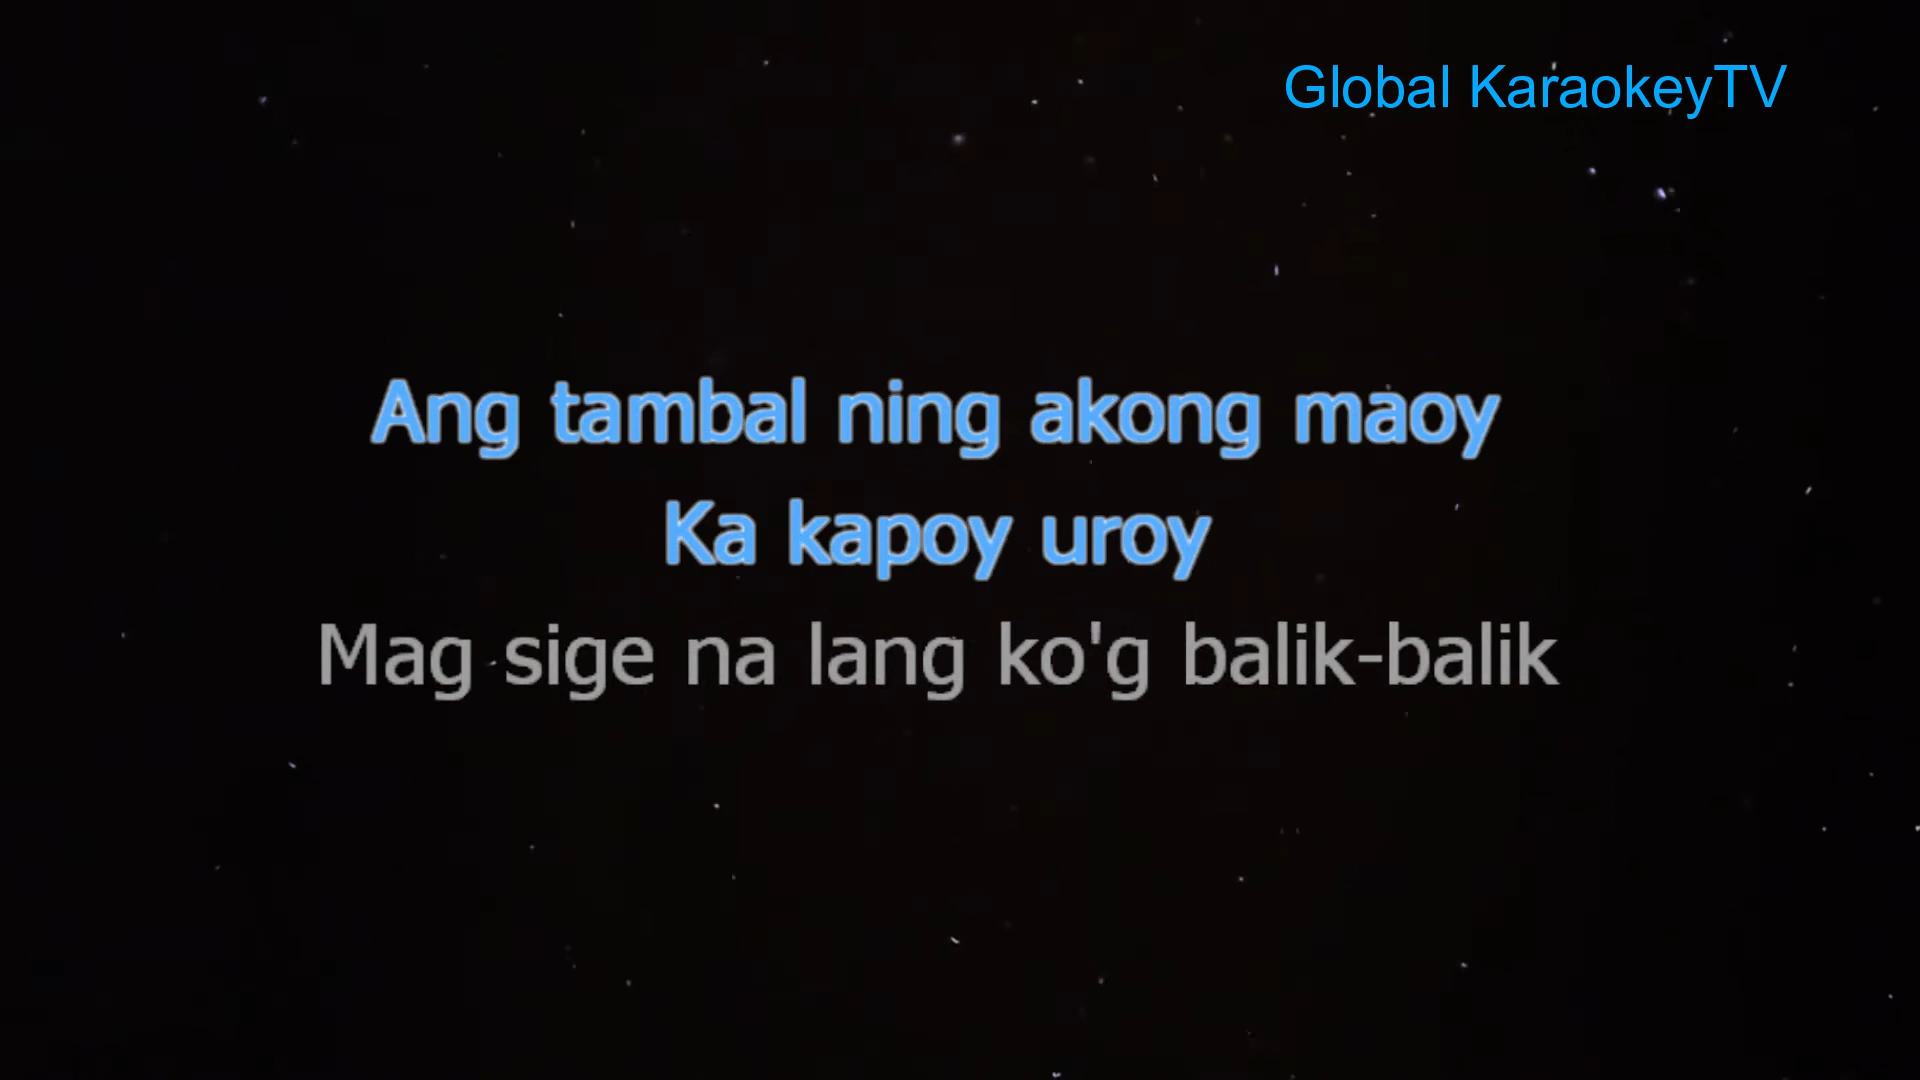 Global KaraokeyTV
Ang tambal ning akong maoy
Ka kapoy uroy
Mag sige na lang ko'g balik-balik